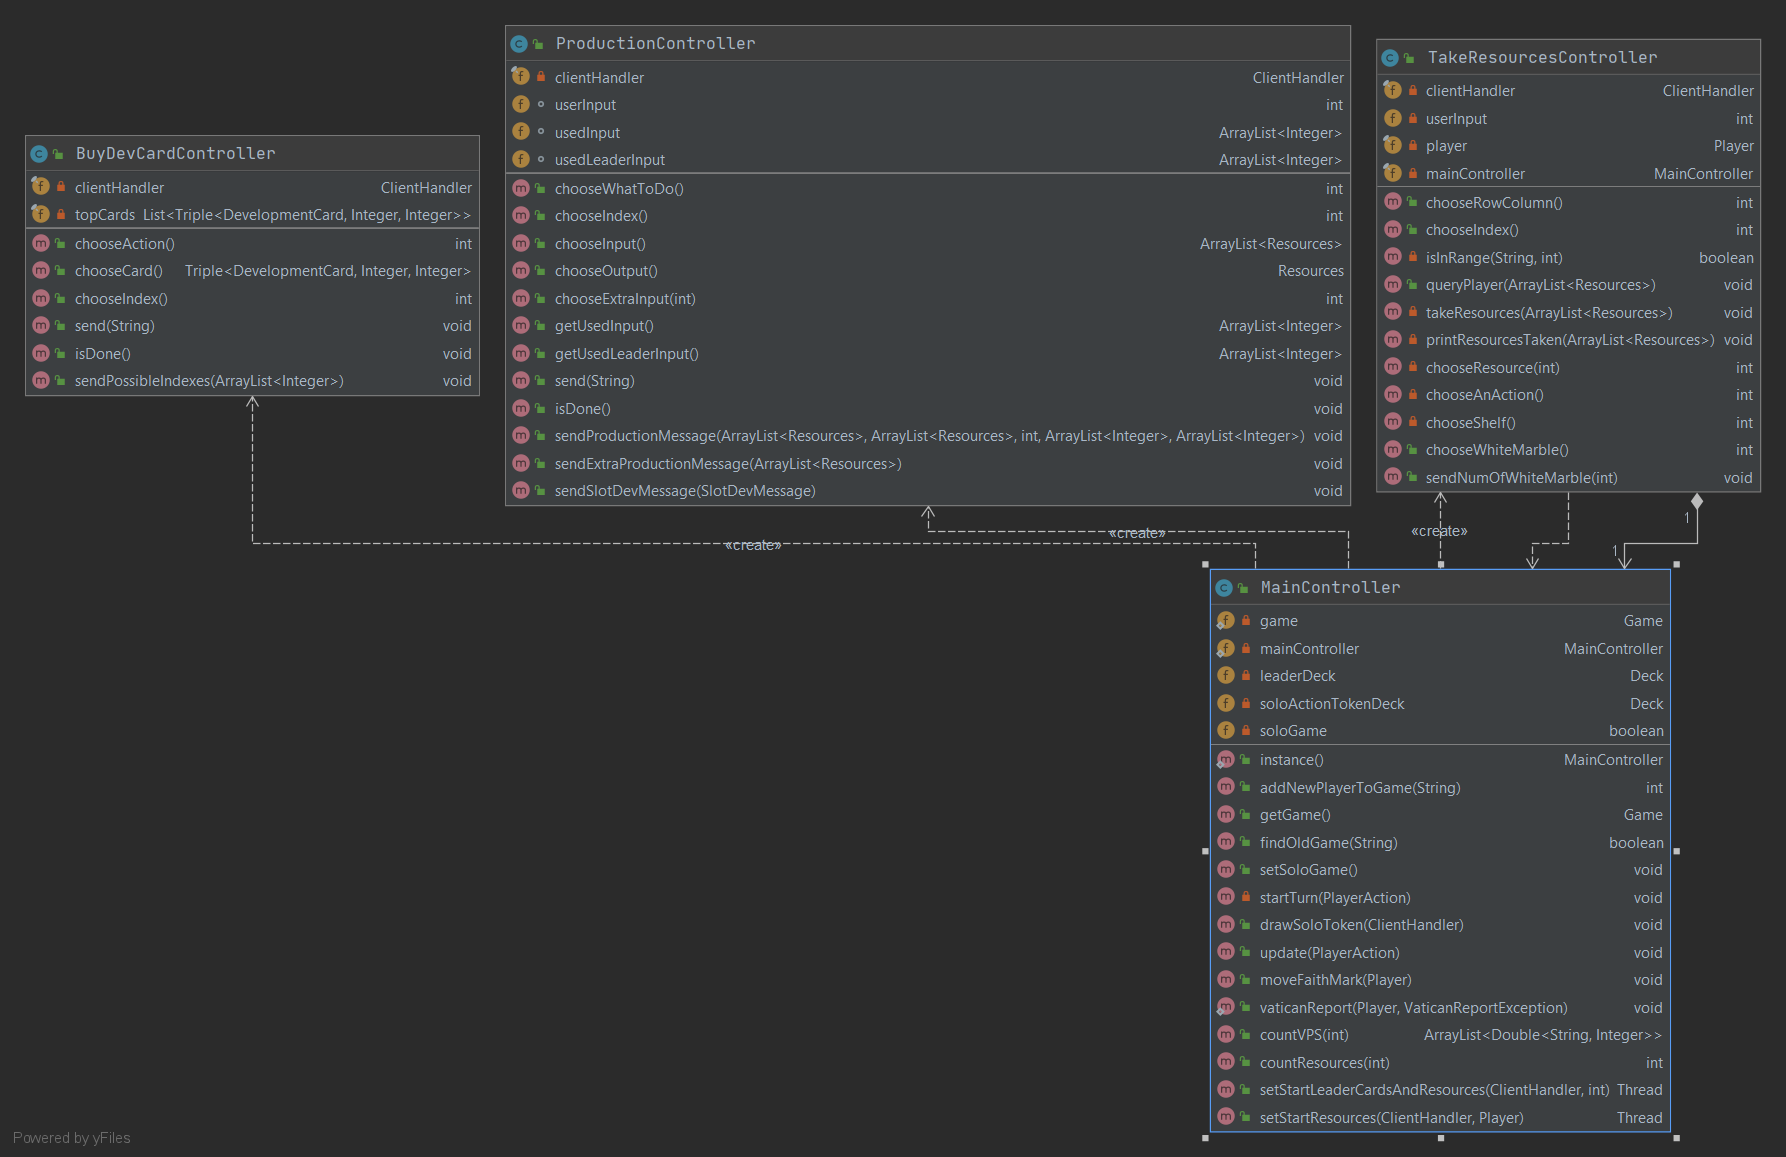 BuyDevCardController
clientHandler ClientHandler
topCards List<Triple<DevelopmentCard, Integer, Integer>>
chooseAction() int
chooseCard() Triple<DevelopmentCard, Integer, Integer>
chooseIndex() int
send(String) void
isDone() void
sendPossibleIndexes(ArrayList<Integer>) void
ProductionController
clientHandler ClientHandler
userInput int
usedInput ArrayList<Integer>
usedLeaderInput ArrayList<Integer>
chooseWhatToDo() int
chooseIndex() int
chooseInput() ArrayList<Resources>
chooseOutput() Resources
chooseExtraInput(int) int
getUsedInput() ArrayList<Integer>
getUsedLeaderInput() ArrayList<Integer>
send(String) void
isDone() void
sendProductionMessage(ArrayList<Resources>, ArrayList<Resources>, int, ArrayList<Integer>, ArrayList<Integer>) void
sendExtraProductionMessage(ArrayList<Resources>) void
sendSlotDevMessage(SlotDevMessage) void
TakeResourcesController
clientHandler ClientHandler
userInput int
player Player
mainController MainController
chooseRowColumn() int
chooseIndex() int
isInRange(String, int) boolean
queryPlayer(ArrayList<Resources>) void
takeResources(ArrayList<Resources>) void
printResourcesTaken(ArrayList<Resources>) void
chooseResource(int) int
chooseAnAction() int
chooseShelf() int
chooseWhiteMarble() int
sendNumOfWhiteMarble(int) void
«create»
«create»
«create»
1
1
MainController
game Game
mainController MainController
leaderDeck Deck
soloActionTokenDeck Deck
soloGame boolean
instance() MainController
addNewPlayerToGame(String) int
getGame() Game
findOldGame(String) boolean
setSoloGame() void
startTurn(PlayerAction) void
drawSoloToken(ClientHandler) void
update(PlayerAction) void
moveFaithMark(Player) void
vaticanReport(Player, VaticanReportException) void
countVPS(int) ArrayList<Double<String, Integer>>
countResources(int) int
setStartLeaderCardsAndResources(ClientHandler, int) Thread
setStartResources(ClientHandler, Player) Thread
Powered by yFiles